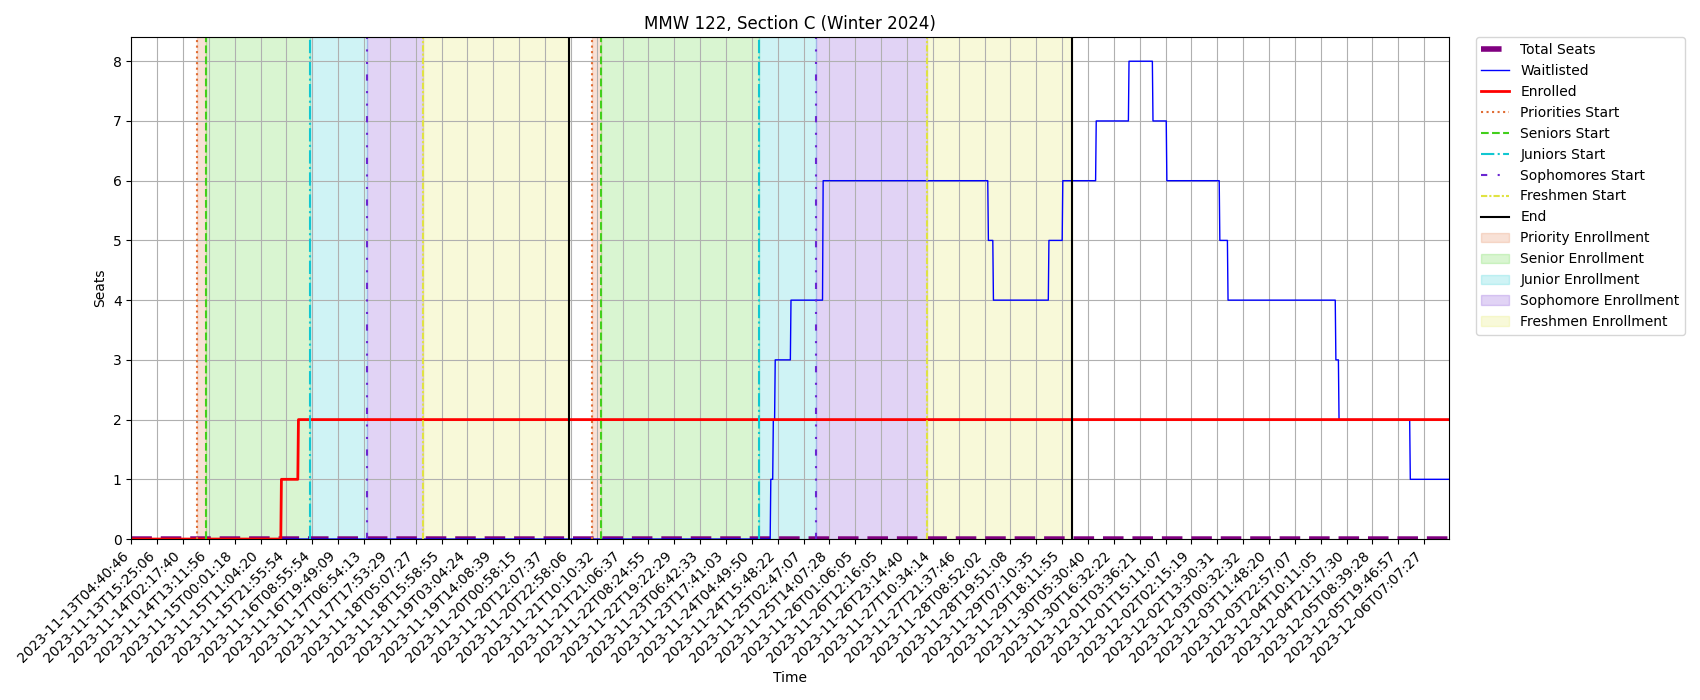 MMW 122, Section C (Winter 2024)
Seats
8
7
6
5
4
3
2
1
0
2023-11-13T04:40:46
2023-11-13T15:25:06
2023-11-14T02:17:40
2023-11-14T13:11:56
2023-11-15T00:01:18
2023-11-15T11:04:20
2023-11-15T21:55:54
2023-11-16T08:55:54
2023-11-16T19:49:09
2023-11-17T06:54:13
2023-11-17T17:53:29
2023-11-18T05:07:27
2023-11-18T15:58:55
2023-11-19T03:04:24
2023-11-19T14:08:39
2023-11-20T00:58:15
2023-11-20T12:07:37
2023-11-20T22:58:06
2023-11-21T10:10:32
2023-11-21T21:06:37
2023-11-22T08:24:55
2023-11-22T19:22:29
2023-11-23T06:42:33
2023-11-23T17:41:03
2023-11-24T04:49:50
2023-11-24T15:48:22
2023-11-25T02:47:07
2023-11-25T14:07:28
2023-11-26T01:06:05
2023-11-26T12:16:05
2023-11-26T23:14:40
2023-11-27T10:34:14
2023-11-27T21:37:46
2023-11-28T08:52:02
2023-11-28T19:51:08
2023-11-29T07:10:35
2023-11-29T18:11:55
2023-11-30T05:30:40
2023-11-30T16:32:22
2023-12-01T03:36:21
2023-12-01T15:11:07
2023-12-02T02:15:19
2023-12-02T13:30:31
2023-12-03T00:32:32
2023-12-03T11:48:20
2023-12-03T22:57:07
2023-12-04T10:11:05
2023-12-04T21:17:30
2023-12-05T08:39:28
2023-12-05T19:46:57
2023-12-06T07:07:27
Time
Total Seats
Waitlisted
Enrolled
Priorities Start
Seniors Start
Juniors Start
Sophomores Start
Freshmen Start
End
Priority Enrollment
Senior Enrollment
Junior Enrollment
Sophomore Enrollment
Freshmen Enrollment